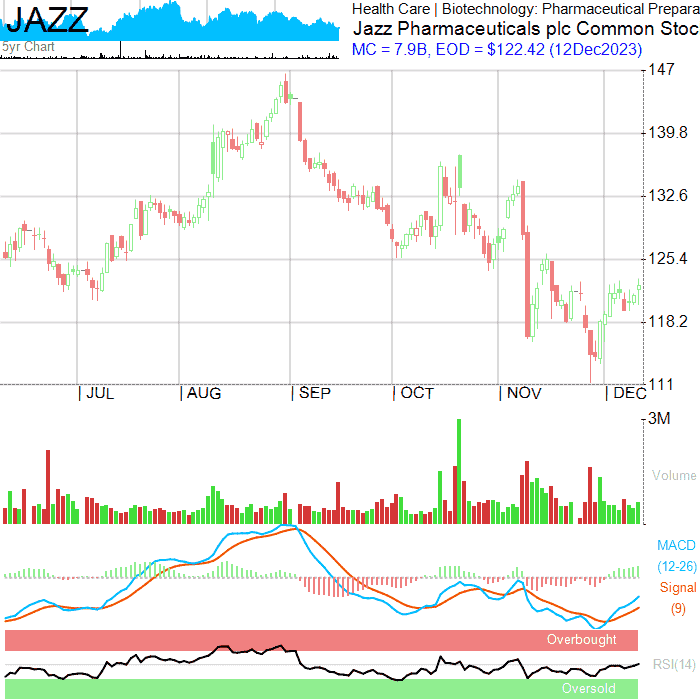 JAZZ
5yr Chart
Health Care | Biotechnology: Pharmaceutical Prepara
Jazz Pharmaceuticals plc Common Stoc
MC = 7.9B, EOD = $122.42 (12Dec2023)
147
139.8
132.6
125.4
118.2
111
| JUL | AUG | SEP | OCT | NOV | DEC
3M
Volume
MACD
(12-26)
Signal
(9)
Overbought
RSI(14)
Oversold